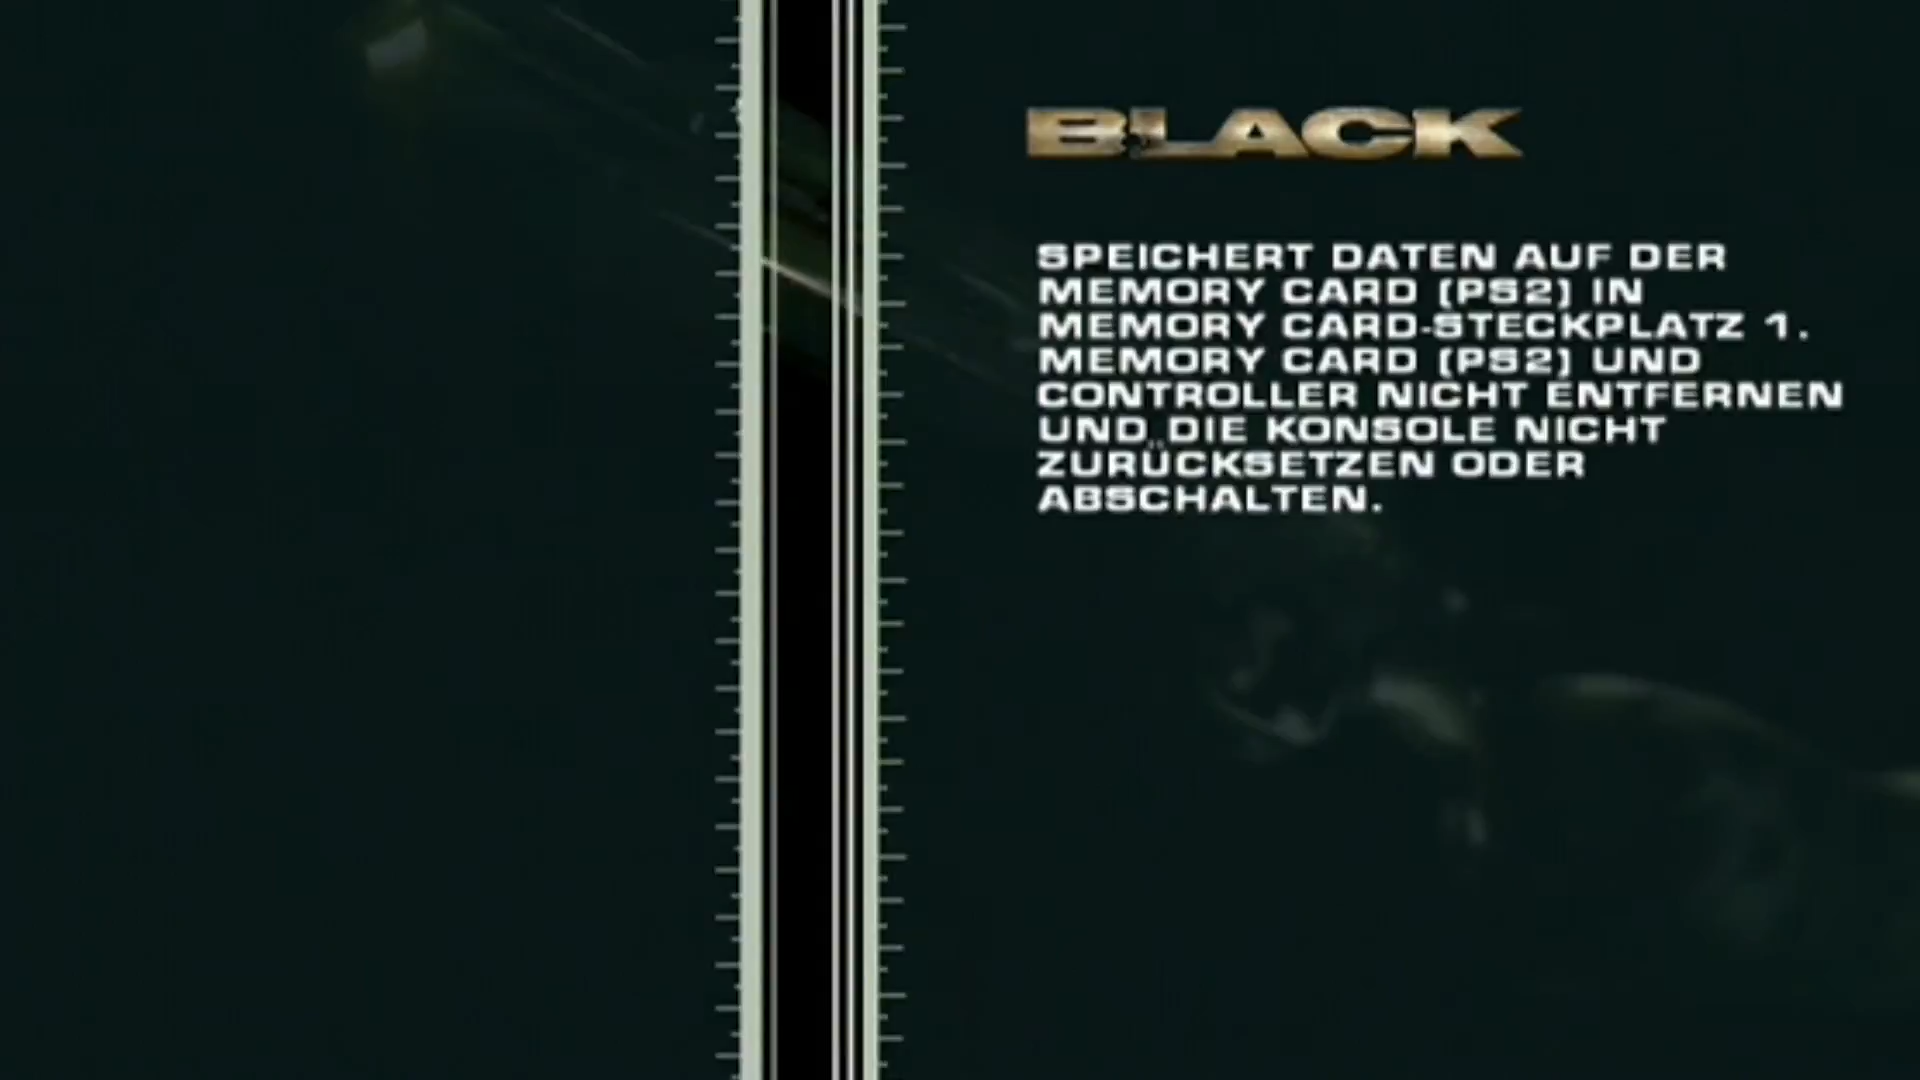 BLACK
SPEICHERT DATEN AUF DER
MEMORY CARD (PS2) IN
MEMORY CARD-STECKPLATZ 1.
MEMORY CARD (PS2) UND
CONTROLLER NICHT ENTFERNEN
UND DIE KONSOLE NICHT
ZURÜCKSETZEN ODER
ABSCHALTEN.